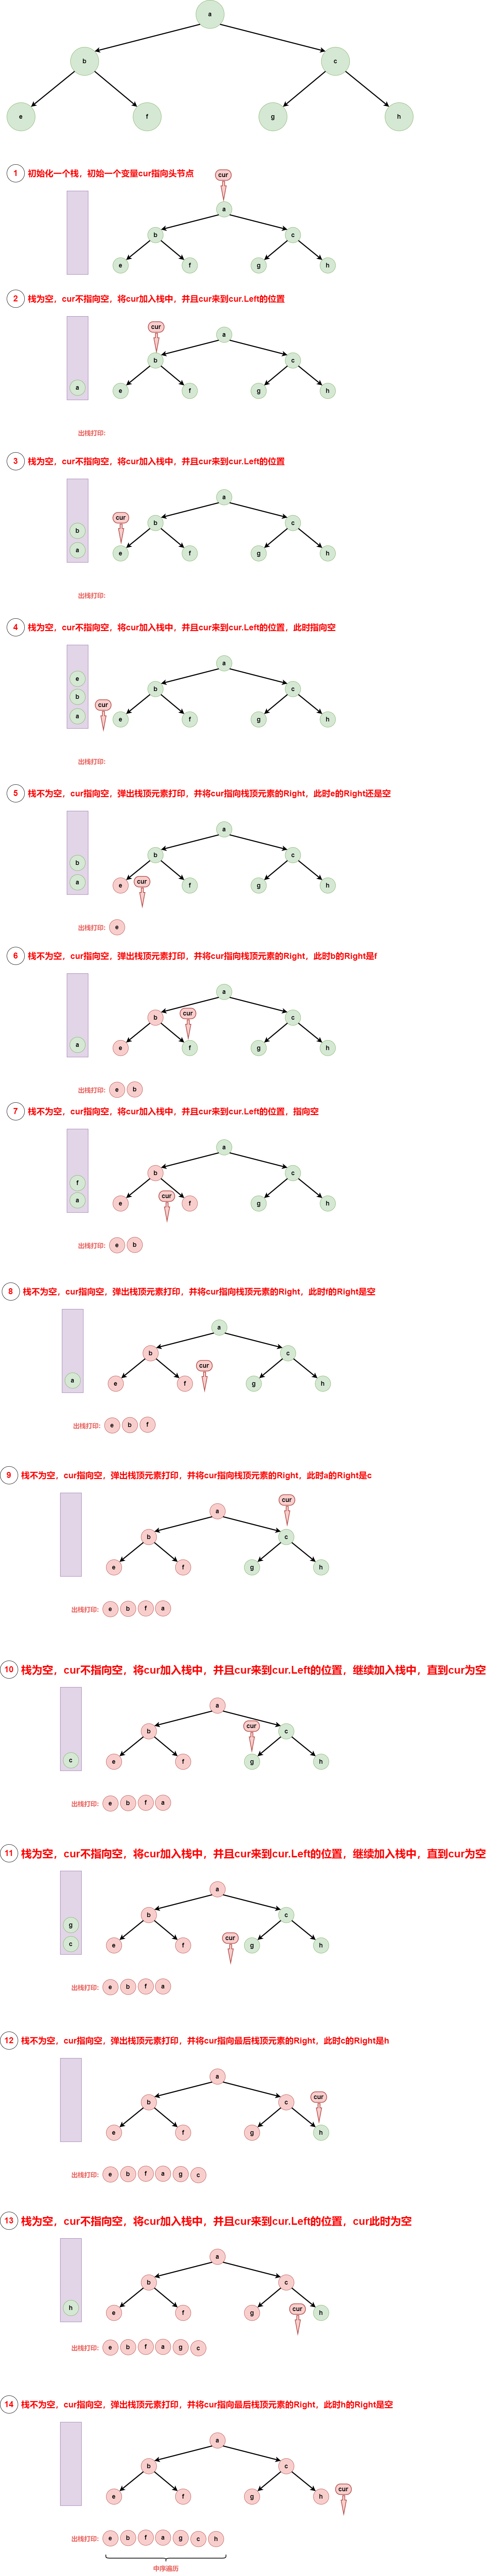 a
b
c
e
f
g
h
1 初始化一个栈，初始一个变量cur指向头节点
cur
a
b
c
e
f
g
h
2 栈为空，cur不指向空，将cur加入栈中，并且cur来到cur.Left的位置
cur
a
b
c
a
e
f
g
h
出栈打印:
3 栈为空，cur不指向空，将cur加入栈中，并且cur来到cur.Left的位置
a
cur
b
c
b
a
e
f
g
h
出栈打印:
4 栈为空，cur不指向空，将cur加入栈中，并且cur来到cur.Left的位置，此时指向空
a
e
b
c
b
cur
a
e
f
g
h
出栈打印:
5 栈不为空，cur指向空，弹出栈顶元素打印，并将cur指向栈顶元素的Right，此时e的Right还是空
a
b
c
b
a
e
cur
f
g
h
出栈打印: e
6 栈不为空，cur指向空，弹出栈顶元素打印，并将cur指向栈顶元素的Right，此时b的Right是f
a
cur
b
c
a
e
f
g
h
出栈打印: e b
7 栈不为空，cur指向空，将cur加入栈中，并且cur来到cur.Left的位置，指向空
a
b
c
f
cur
a
e
f
g
h
出栈打印: e b
8 栈不为空，cur指向空，弹出栈顶元素打印，并将cur指向栈顶元素的Right，此时f的Right是空
a
b
c
cur
a
e
f
g
h
出栈打印: e b f
9 栈不为空，cur指向空，弹出栈顶元素打印，并将cur指向栈顶元素的Right，此时a的Right是c
cur
a
b
c
e
f
g
h
出栈打印: e b f a
10 栈为空，cur不指向空，将cur加入栈中，并且cur来到cur.Left的位置，继续加入栈中，直到cur为空
a
cur
b
c
c
e
f
g
h
出栈打印: e b f a
11 栈为空，cur不指向空，将cur加入栈中，并且cur来到cur.Left的位置，继续加入栈中，直到cur为空
a
b
c
g
c
cur
e
f
g
h
出栈打印: e b f a
12 栈不为空，cur指向空，弹出栈顶元素打印，并将cur指向最后栈顶元素的Right，此时c的Right是h
a
cur
b
c
e
f
g
h
出栈打印: e b f a g c
13 栈为空，cur不指向空，将cur加入栈中，并且cur来到cur.Left的位置，cur此时为空
a
b
c
h
cur
e
f
g
h
出栈打印: e b f a g c
14 栈不为空，cur指向空，弹出栈顶元素打印，并将cur指向最后栈顶元素的Right，此时h的Right是空
a
b
c
cur
e
f
g
h
出栈打印: e b f a g c h
中序遍历